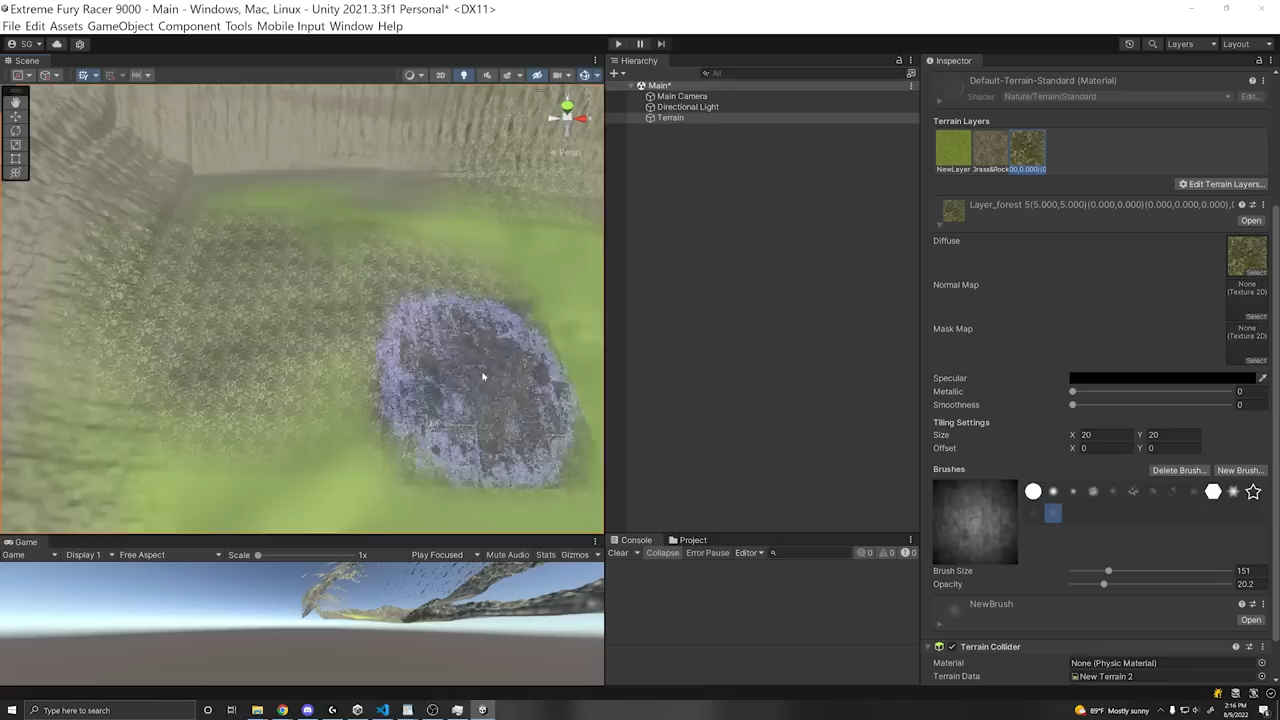 Extreme Fury Racer 9000 - Main - Windows, Mac, Linux - Unity 2021.3.3f1 Personal* <DX11>
File Edit Assets GameObject Component Tools Mobile Input Window Help
SG
Layers
Layout
Scene
2D
Persp
Hierarchy
All
Main*
Main Camera
Directional Light
Terrain
Inspector
Default-Terrain-Standard (Material)
Shader Nature/Terrain/Standard Edit...
Terrain Layers
NewLayer Grass&Rock 00,0.000)(0
Edit Terrain Layers...
Layer_forest 5(5.000,5.000)(0.000,0.000)(0.000,0.000,0.000),(
Open
Diffuse
Select
Normal Map
None
(Texture 2D)
Select
Mask Map
None
(Texture 2D)
Select
Specular
Metallic 0
Smoothness 0
Tiling Settings
Size X 20 Y 20
Offset X 0 Y 0
Brushes Delete Brush... New Brush...
Brush Size 151
Opacity 20.2
NewBrush
Open
Terrain Collider
Material None (Physic Material)
Terrain Data New Terrain 2
Game
Game Display 1 Free Aspect Scale 1x Play Focused Mute Audio Stats Gizmos
Console Project
Clear Collapse Error Pause Editor 0 0 0
Type here to search
89°F Mostly sunny
2:16 PM
8/9/2022